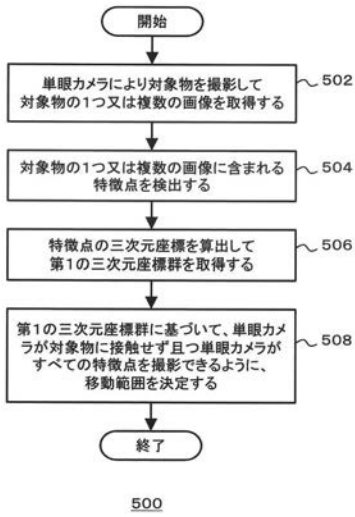 開始
単眼カメラにより対象物を撮影して
対象物の1つ又は複数の画像を取得する
502
対象物の1つ又は複数の画像に含まれる
特徴点を検出する
504
特徴点の三次元座標を算出して
第1の三次元座標群を取得する
506
第1の三次元座標群に基づいて、単眼カメ
ラが対象物に接触せず且つ単眼カメラが
すべての特徴点を撮影できるように、
移動範囲を決定する
508
終了
500